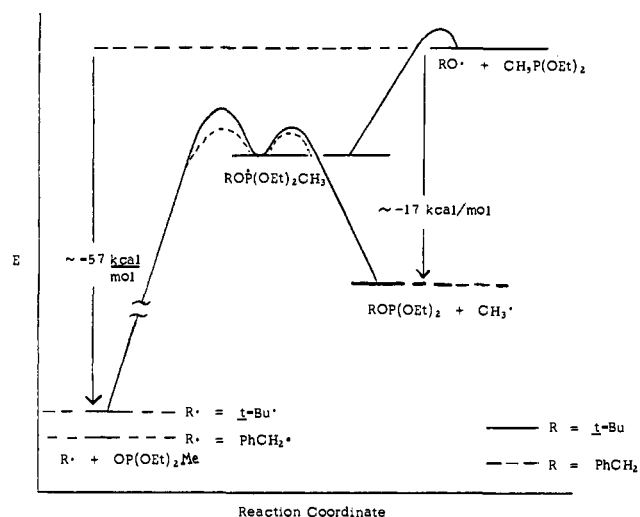 RO· + CH₃P(OEt)₂
ROṖ(OEt)₂CH₃
~-17 kcal/mol
E
~-57 kcal
mol
ROP(OEt)₂ + CH₃·
R· = t-Bu·
R· = PhCH₂·
R· + OP(OEt)₂Me
R = t-Bu
R = PhCH₂
Reaction Coordinate